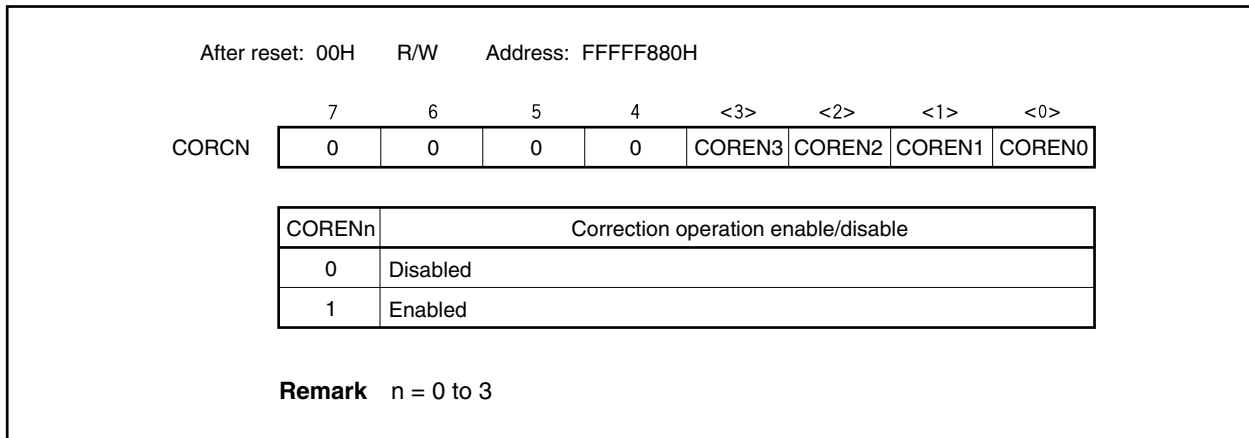 After reset: 00H R/W Address: FFFFF880H
7 6 5 4 <3> <2> <1> <0>
CORCN 0 0 0 0 COREN3 COREN2 COREN1 COREN0
CORENn Correction operation enable/disable
0 Disabled
1 Enabled
Remark n = 0 to 3